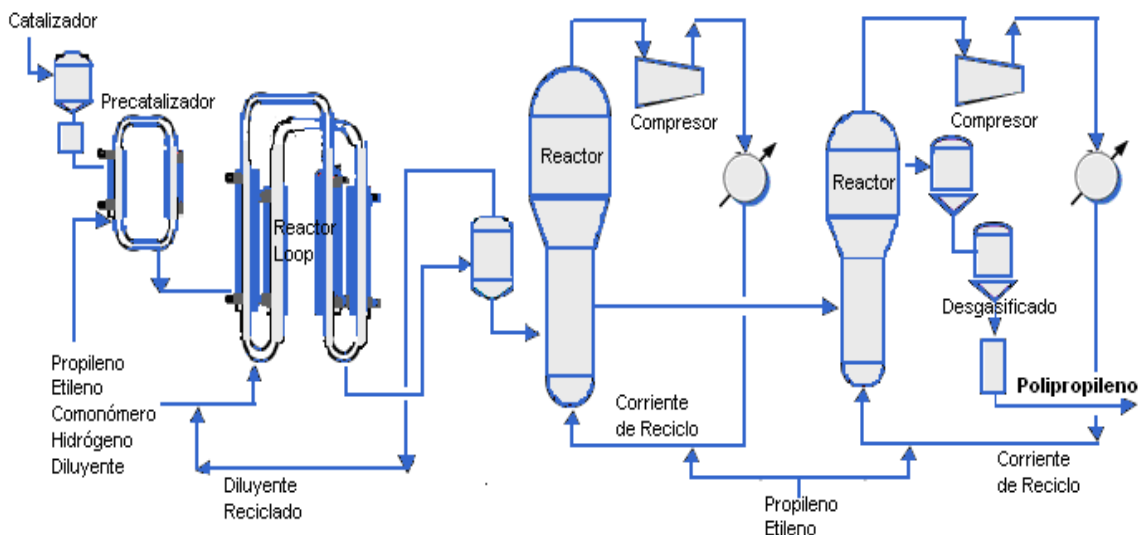 Catalizador
Precatalizador
Reactor
Loop
Propileno
Etileno
Comonómero
Hidrógeno
Diluyente
Diluyente
Reciclado
Reactor
Compresor
Corriente
de Reciclo
Propileno
Etileno
Reactor
Compresor
Desgasificado
Polipropileno
Corriente
de Reciclo